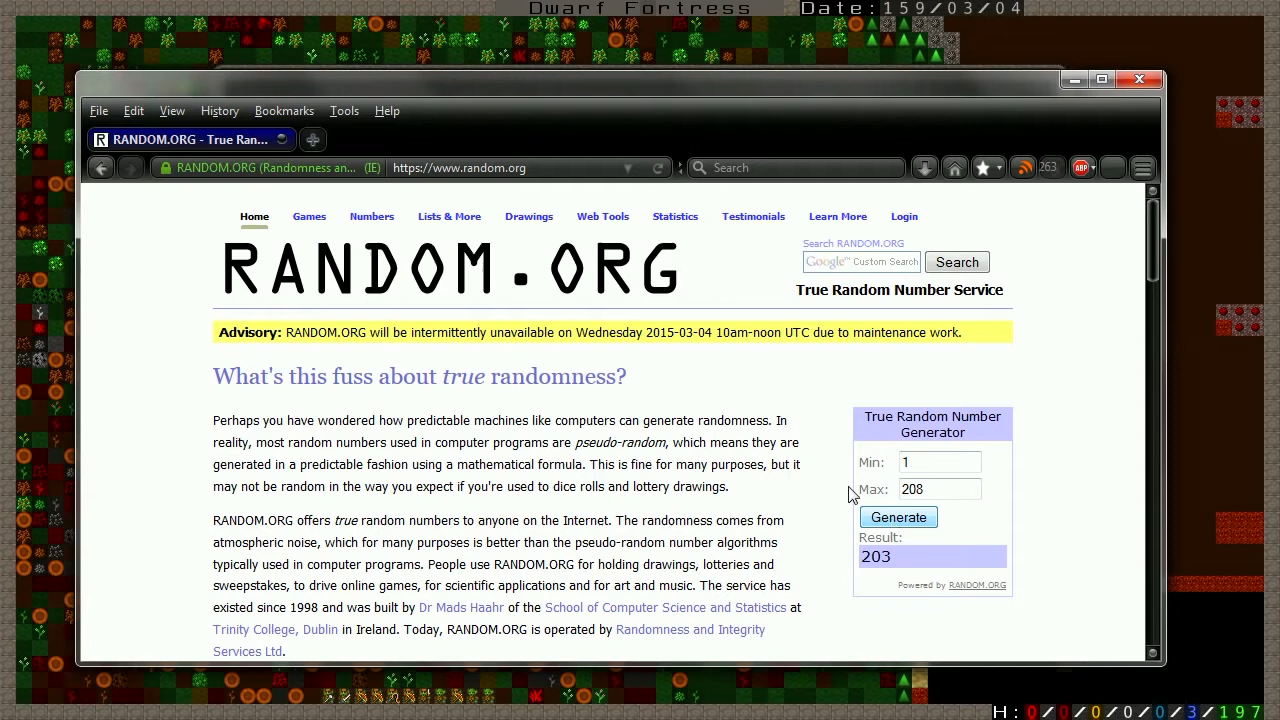 Dwarf Fortress Date:159/03/04
File Edit View History Bookmarks Tools Help
R RANDOM.ORG - True Ran...
RANDOM.ORG (Randomness an... (IE) https://www.random.org Search 263 ABP
Home Games Numbers Lists & More Drawings Web Tools Statistics Testimonials Learn More Login
RANDOM.ORG
Search RANDOM.ORG
Google™ Custom Search Search
True Random Number Service
Advisory: RANDOM.ORG will be intermittently unavailable on Wednesday 2015-03-04 10am-noon UTC due to maintenance work.
What's this fuss about true randomness?
Perhaps you have wondered how predictable machines like computers can generate randomness. In
reality, most random numbers used in computer programs are pseudo-random, which means they are
generated in a predictable fashion using a mathematical formula. This is fine for many purposes, but it
may not be random in the way you expect if you're used to dice rolls and lottery drawings.
RANDOM.ORG offers true random numbers to anyone on the Internet. The randomness comes from
atmospheric noise, which for many purposes is better than the pseudo-random number algorithms
typically used in computer programs. People use RANDOM.ORG for holding drawings, lotteries and
sweepstakes, to drive online games, for scientific applications and for art and music. The service has
existed since 1998 and was built by Dr Mads Haahr of the School of Computer Science and Statistics at
Trinity College, Dublin in Ireland. Today, RANDOM.ORG is operated by Randomness and Integrity
Services Ltd.
True Random Number
Generator
Min: 1
Max: 208
Generate
Result:
203
Powered by RANDOM.ORG
H:0/0/0/0/0/3/197